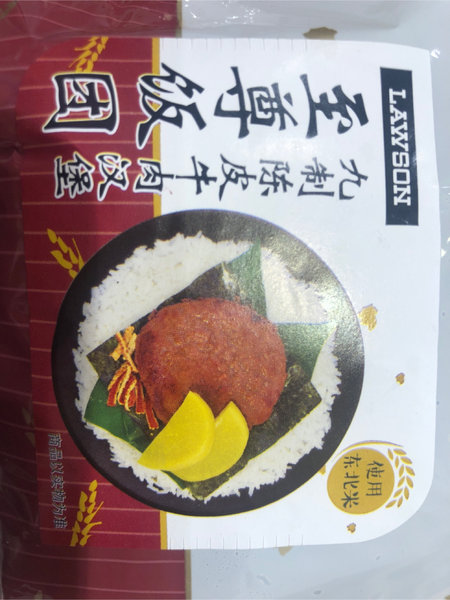 LAWSON
至尊饭团
九制陈皮牛肉汉堡
使用
东北米
商品以实物为准